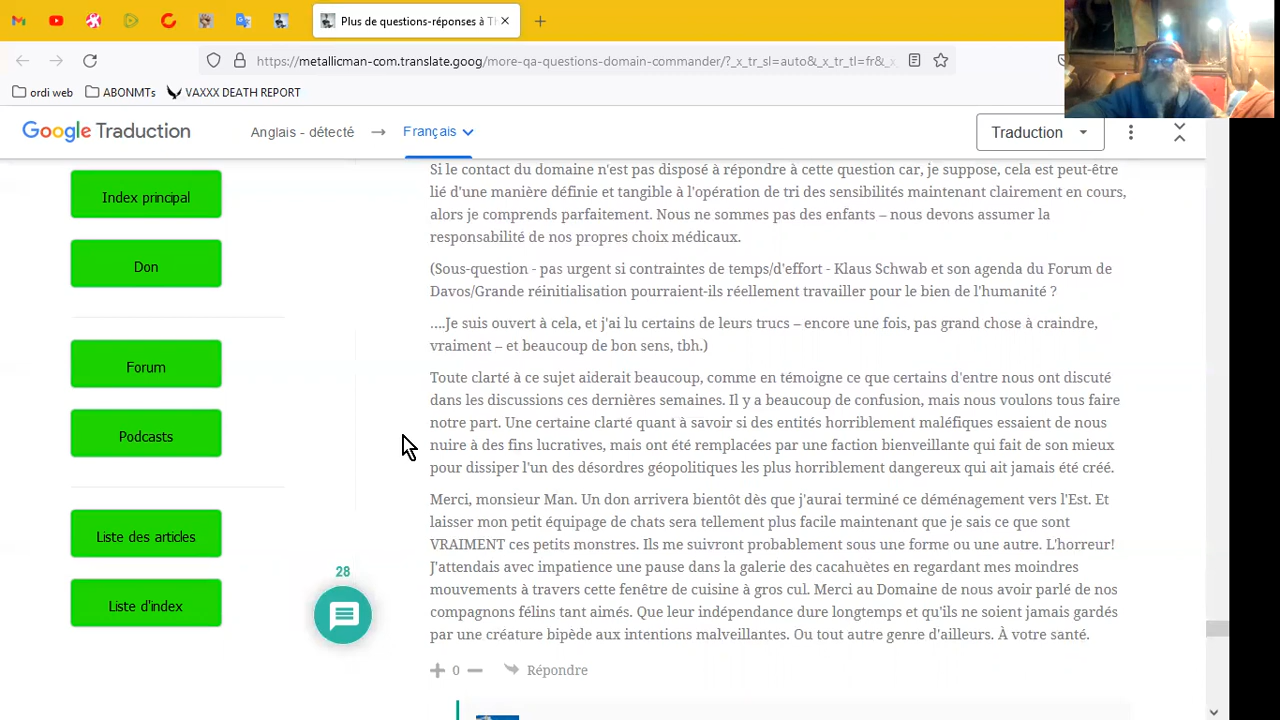 Plus de questions-réponses à Tl
https://metallicman-com.translate.goog/more-qa-questions-domain-commander/?_x_tr_sl=auto&_x_tr_tl=fr&_x_
ordi web
ABONMTs
VAXXX DEATH REPORT
Google Traduction
Anglais - détecté
Français
Traduction
Index principal
Don
Forum
Podcasts
Liste des articles
Liste d'index
28
Si le contact du domaine n'est pas disposé à répondre à cette question car, je suppose, cela est peut-être
lié d'une manière définie et tangible à l'opération de tri des sensibilités maintenant clairement en cours,
alors je comprends parfaitement. Nous ne sommes pas des enfants – nous devons assumer la
responsabilité de nos propres choix médicaux.
(Sous-question - pas urgent si contraintes de temps/d'effort - Klaus Schwab et son agenda du Forum de
Davos/Grande réinitialisation pourraient-ils réellement travailler pour le bien de l'humanité ?
….Je suis ouvert à cela, et j'ai lu certains de leurs trucs – encore une fois, pas grand chose à craindre,
vraiment – et beaucoup de bon sens, tbh.)
Toute clarté à ce sujet aiderait beaucoup, comme en témoigne ce que certains d'entre nous ont discuté
dans les discussions ces dernières semaines. Il y a beaucoup de confusion, mais nous voulons tous faire
notre part. Une certaine clarté quant à savoir si des entités horriblement maléfiques essaient de nous
nuire à des fins lucratives, mais ont été remplacées par une faction bienveillante qui fait de son mieux
pour dissiper l'un des désordres géopolitiques les plus horriblement dangereux qui ait jamais été créé.
Merci, monsieur Man. Un don arrivera bientôt dès que j'aurai terminé ce déménagement vers l'Est. Et
laisser mon petit équipage de chats sera tellement plus facile maintenant que je sais ce que sont
VRAIMENT ces petits monstres. Ils me suivront probablement sous une forme ou une autre. L'horreur!
J'attendais avec impatience une pause dans la galerie des cacahuètes en regardant mes moindres
mouvements à travers cette fenêtre de cuisine à gros cul. Merci au Domaine de nous avoir parlé de nos
compagnons félins tant aimés. Que leur indépendance dure longtemps et qu'ils ne soient jamais gardés
par une créature bipède aux intentions malveillantes. Ou tout autre genre d'ailleurs. À votre santé.
0
Répondre